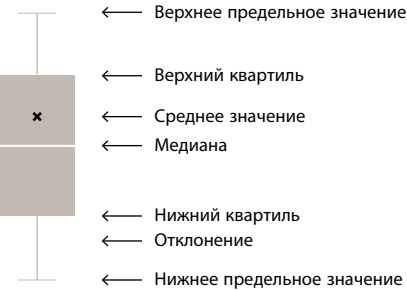 Верхнее предельное значение
Верхний квартиль
Среднее значение
Медиана
Нижний квартиль
Отклонение
Нижнее предельное значение